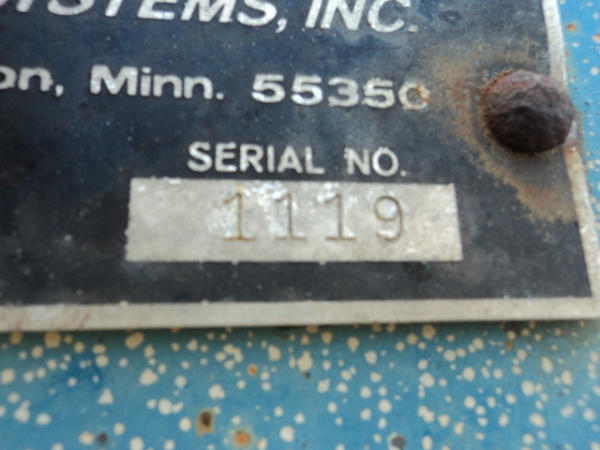 SYSTEMS, INC.
on, Minn. 55350
SERIAL NO.
1119